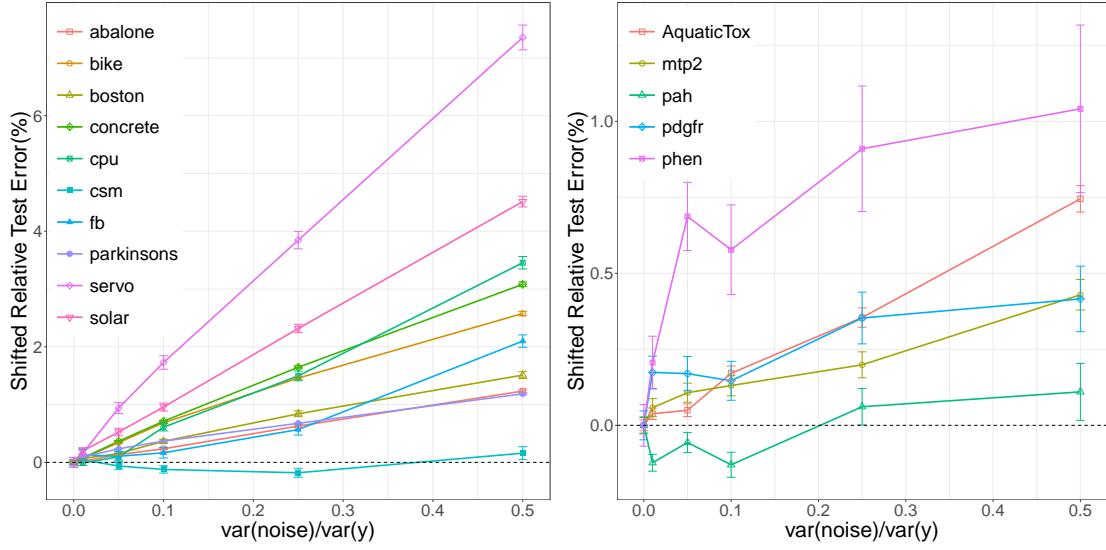 Shifted Relative Test Error(%)
6
4
2
0
abalone
bike
boston
concrete
cpu
csm
fb
parkinsons
servo
solar
0.0 0.1 0.2 0.3 0.4 0.5
var(noise)/var(y)
Shifted Relative Test Error(%)
1.0
0.5
0.0
AquaticTox
mtp2
pah
pdgfr
phen
0.0 0.1 0.2 0.3 0.4 0.5
var(noise)/var(y)